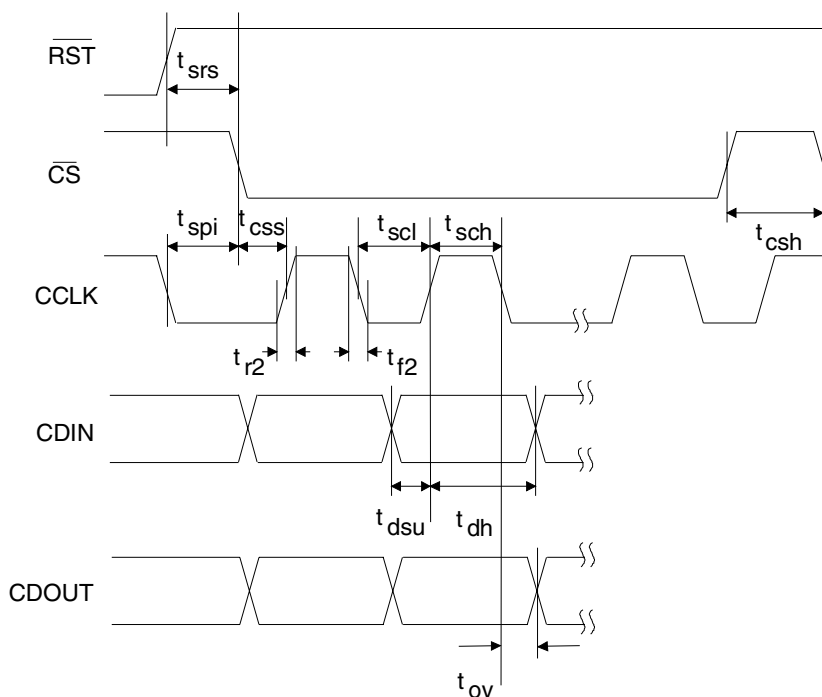 RST
t srs
CS
t spi t css t scl t sch t csh
CCLK
t r2 t f2
CDIN
t dsu t dh
CDOUT
t ov